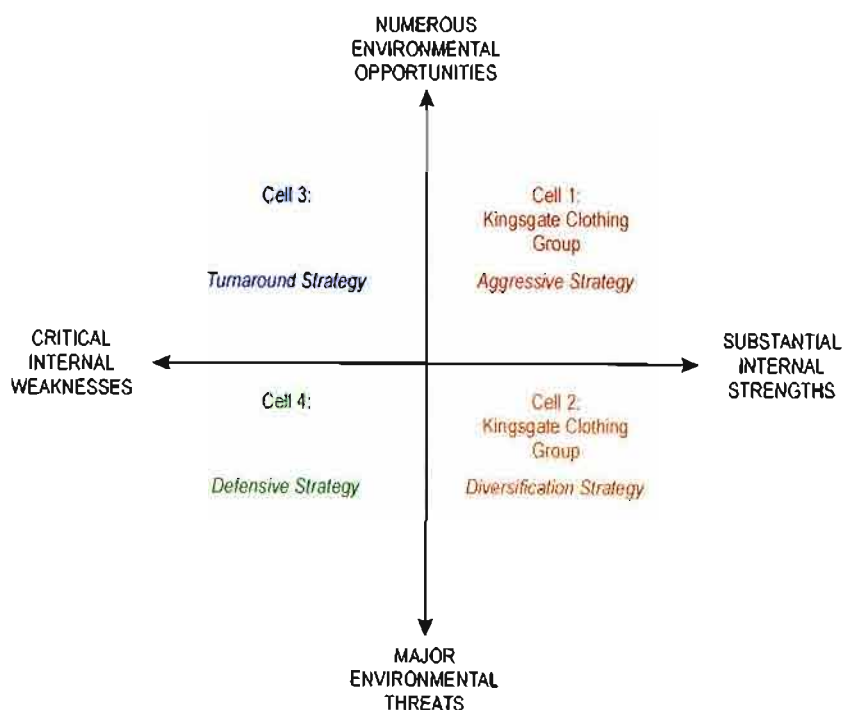 NUMEROUS
ENVIRONMENTAL
OPPORTUNITIES
Cell 3:
Turnaround Strategy
Cell 1:
Kingsgate Clothing
Group
Aggressive Strategy
CRITICAL
INTERNAL
WEAKNESSES
SUBSTANTIAL
INTERNAL
STRENGTHS
Cell 4:
Defensive Strategy
Cell 2:
Kingsgate Clothing
Group
Diversification Strategy
MAJOR
ENVIRONMENTAL
THREATS